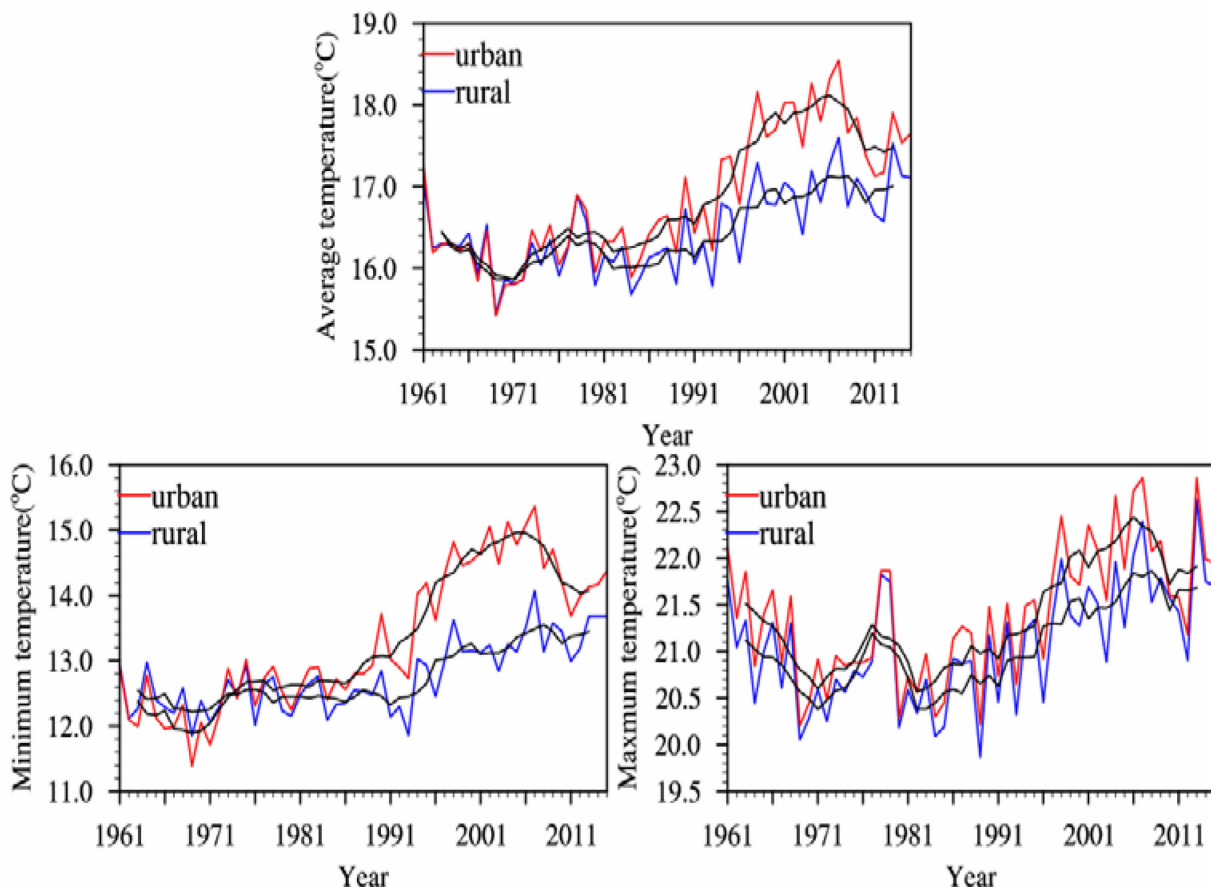 19.0
18.0
17.0
16.0
15.0
Average temperature(°C)
urban
rural
1961 1971 1981 1991 2001 2011
Year
16.0
15.0
14.0
13.0
12.0
11.0
Minimum temperature(°C)
urban
rural
1961 1971 1981 1991 2001 2011
Year
23.0
22.5
22.0
21.5
21.0
20.5
20.0
19.5
Maxmum temperature(°C)
urban
rural
1961 1971 1981 1991 2001 2011
Year